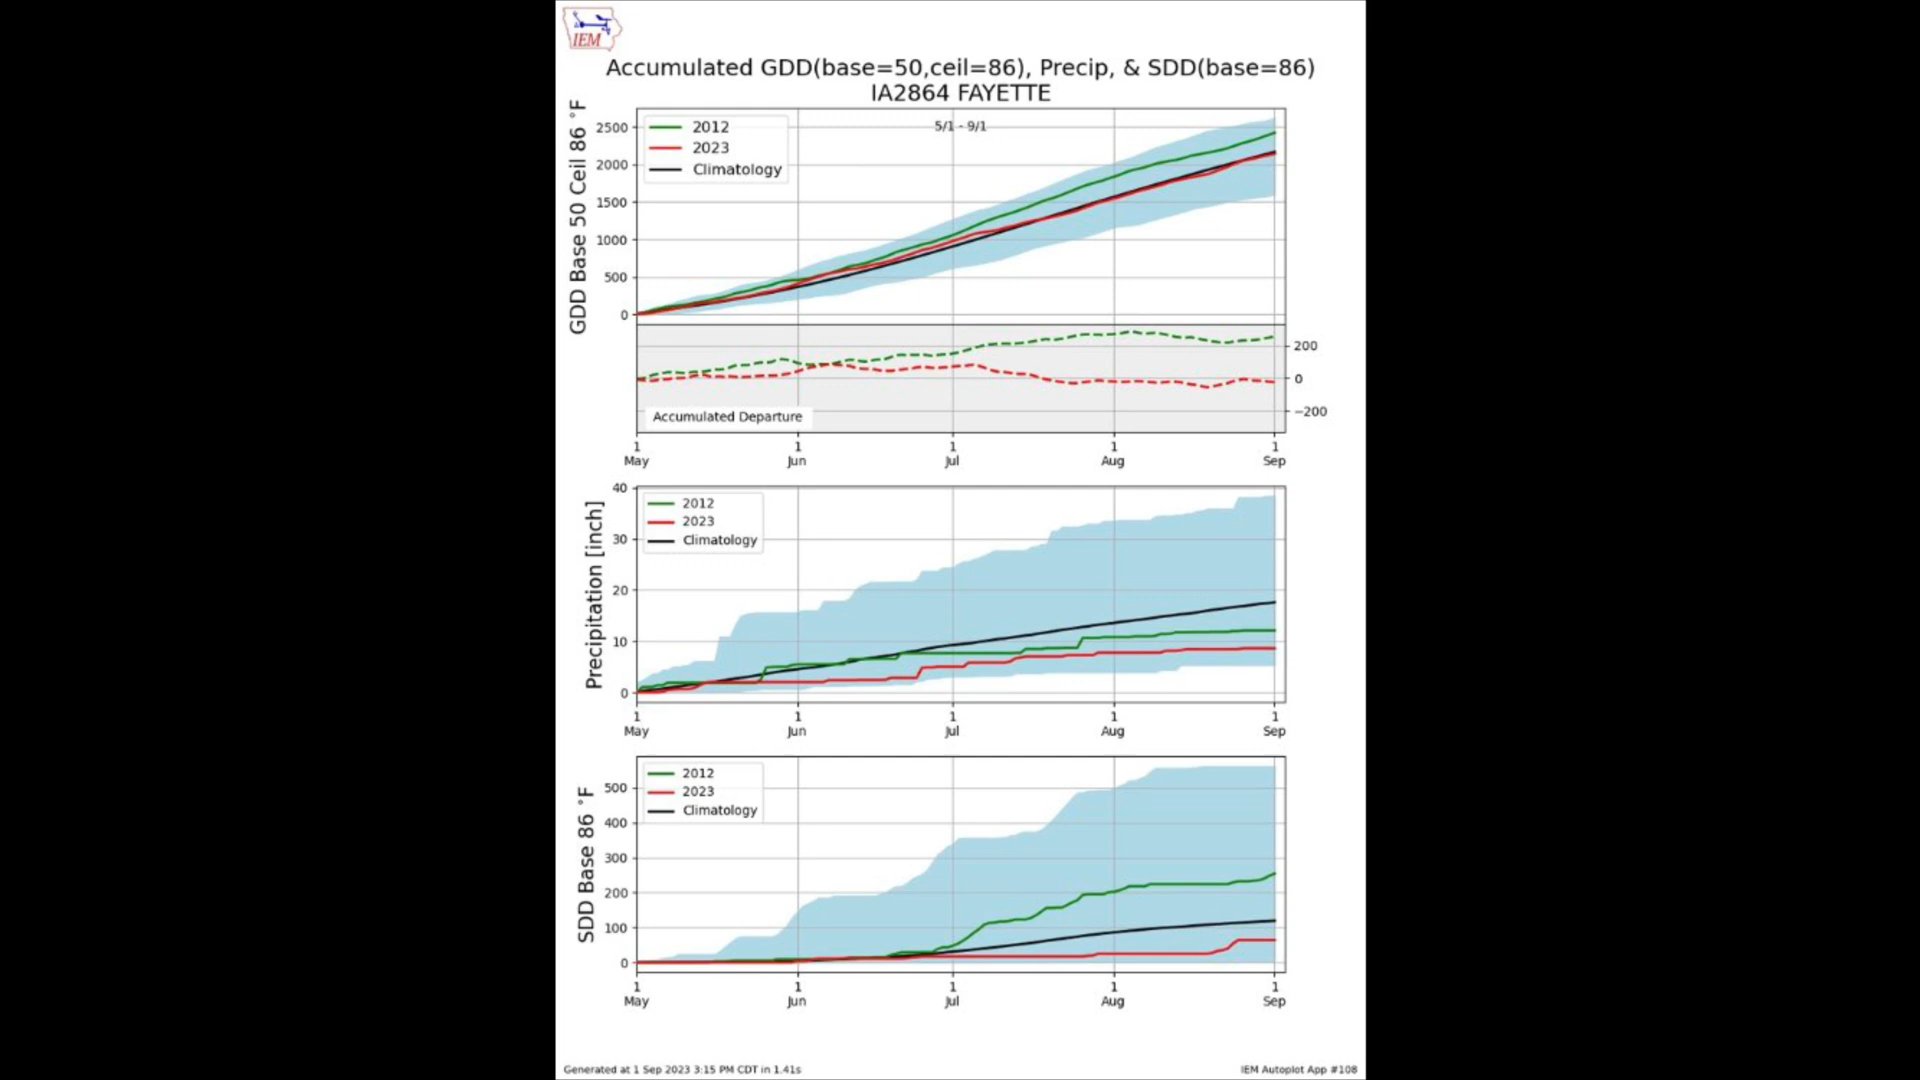 IEM
Accumulated GDD(base=50,ceil=86), Precip, & SDD(base=86)
IA2864 FAYETTE
GDD Base 50 Ceil 86 °F
2500
2000
1500
1000
500
0
2012
2023
Climatology
5/1 - 9/1
200
0
−200
Accumulated Departure
1 1 1 1 1
May Jun Jul Aug Sep
Precipitation [inch]
40
30
20
10
0
2012
2023
Climatology
1 1 1 1 1
May Jun Jul Aug Sep
SDD Base 86 °F
500
400
300
200
100
0
2012
2023
Climatology
1 1 1 1 1
May Jun Jul Aug Sep
Generated at 1 Sep 2023 3:15 PM CDT in 1.41s
IEM Autoplot App #108